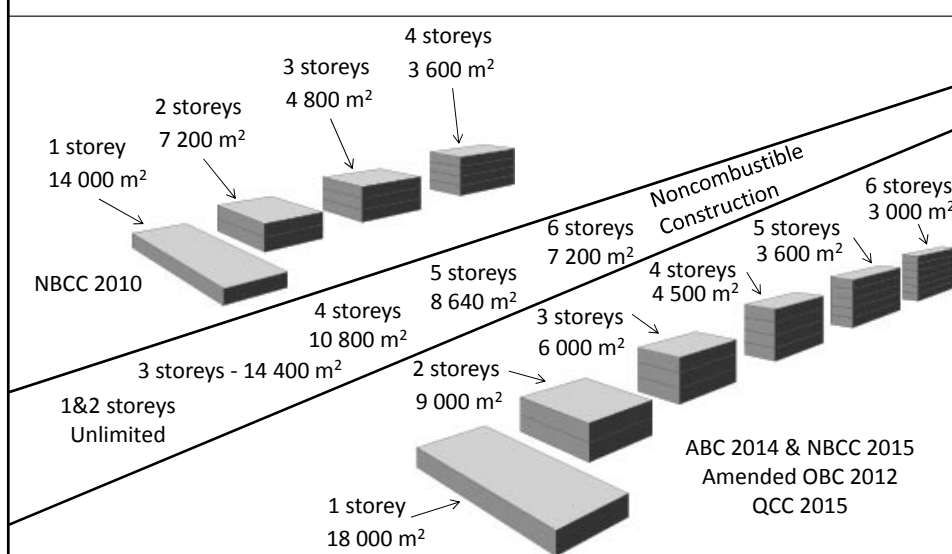 4 storeys
3 600 m²
3 storeys
4 800 m²
2 storeys
7 200 m²
1 storey
14 000 m²
NBCC 2010
Noncombustible
Construction
6 storeys
7 200 m²
5 storeys
8 640 m²
4 storeys
10 800 m²
3 storeys - 14 400 m²
1&2 storeys
Unlimited
6 storeys
3 000 m²
5 storeys
3 600 m²
4 storeys
4 500 m²
3 storeys
6 000 m²
2 storeys
9 000 m²
1 storey
18 000 m²
ABC 2014 & NBCC 2015
Amended OBC 2012
QCC 2015